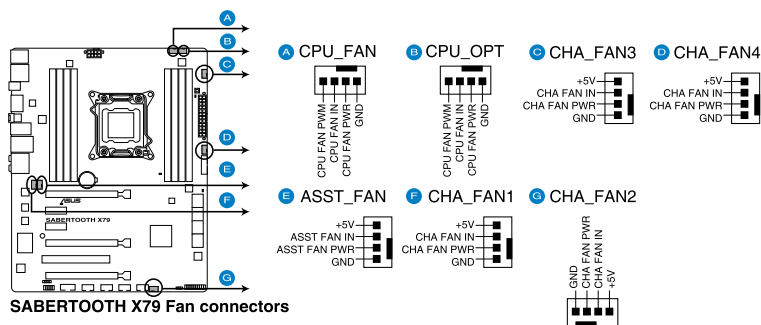 A
B
C
D
E
F
G
ASUS
SABERTOOTH X79
SABERTOOTH X79 Fan connectors
A CPU_FAN
CPU FAN PWM
CPU FAN IN
CPU FAN PWR
GND
B CPU_OPT
CPU FAN PWM
CPU FAN IN
CPU FAN PWR
GND
C CHA_FAN3
+5V
CHA FAN IN
CHA FAN PWR
GND
D CHA_FAN4
+5V
CHA FAN IN
CHA FAN PWR
GND
E ASST_FAN
+5V
ASST FAN IN
ASST FAN PWR
GND
F CHA_FAN1
+5V
CHA FAN IN
CHA FAN PWR
GND
G CHA_FAN2
GND
CHA FAN PWR
CHA FAN IN
+5V